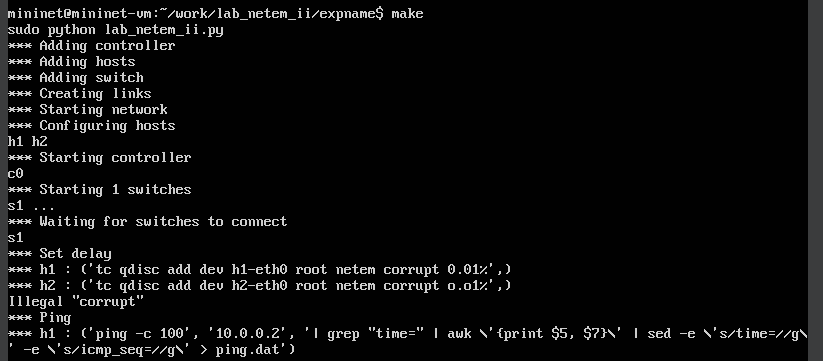 mininet@mininet-vm:~/work/lab_netem_ii/expname$ make
sudo python lab_netem_ii.py
*** Adding controller
*** Adding hosts
*** Adding switch
*** Creating links
*** Starting network
*** Configuring hosts
h1 h2
*** Starting controller
c0
*** Starting 1 switches
s1 ...
*** Waiting for switches to connect
s1
*** Set delay
*** h1 : ('tc qdisc add dev h1-eth0 root netem corrupt 0.01%',)
*** h2 : ('tc qdisc add dev h2-eth0 root netem corrupt o.o1%',)
Illegal "corrupt"
*** Ping
*** h1 : ('ping -c 100', '10.0.0.2', '| grep "time=" | awk \'{print $5, $7}\' | sed -e \'s/time=//g\
' -e \'s/icmp_seq=//g\' > ping.dat')